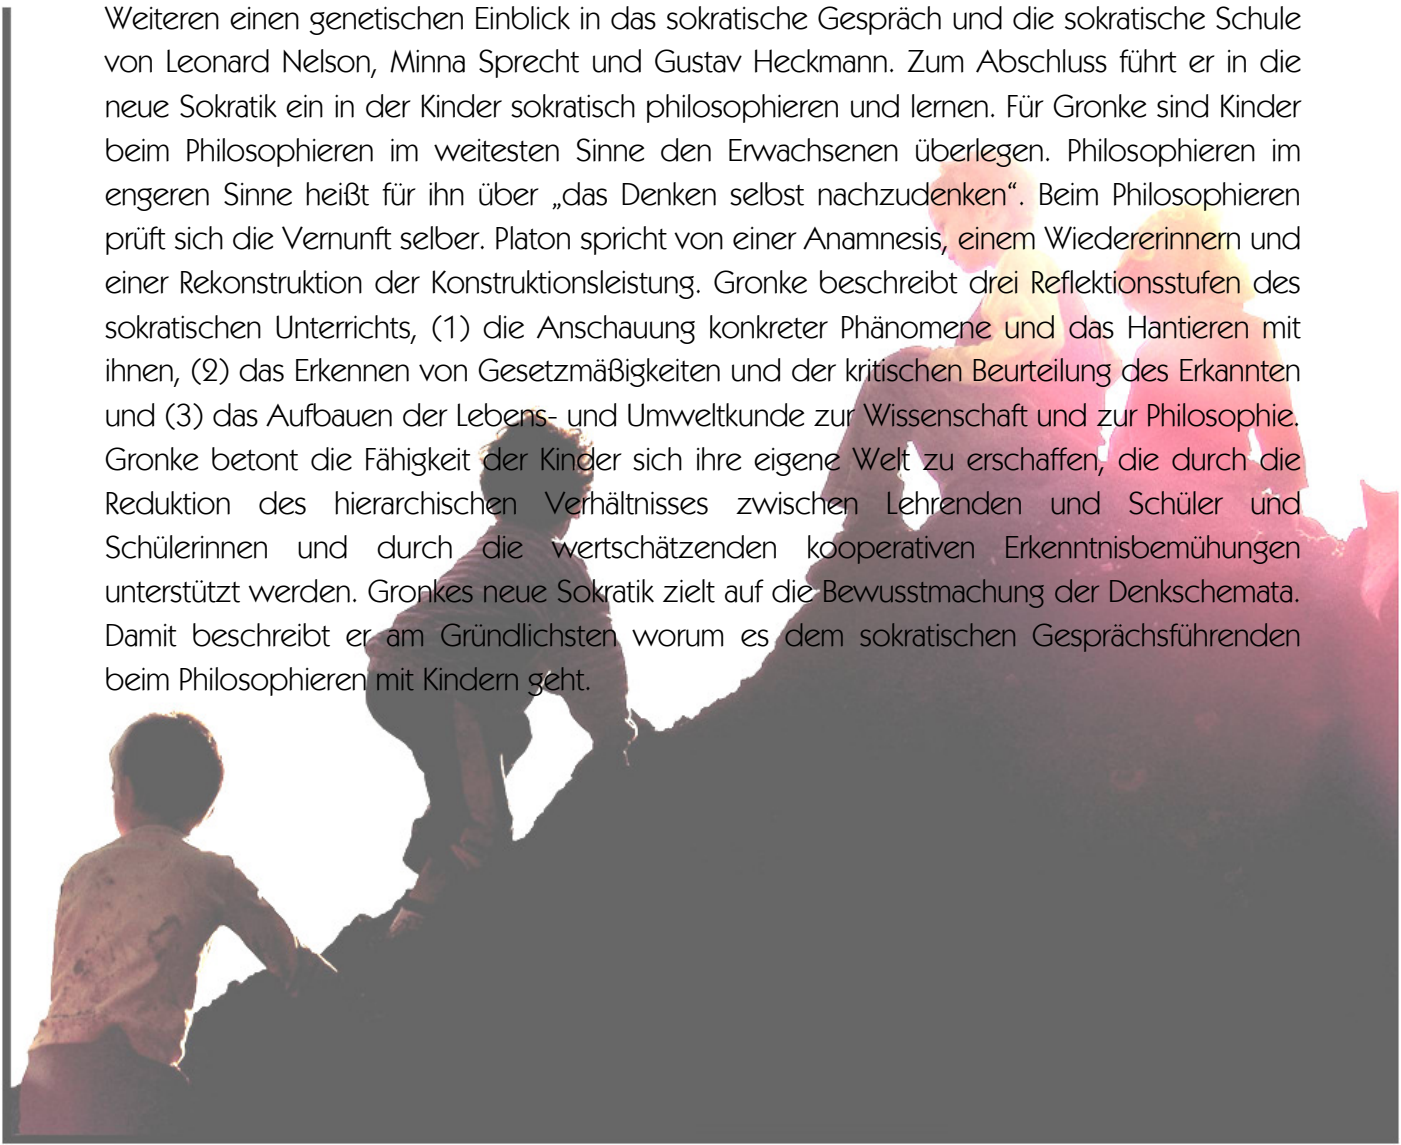 Weiteren einen genetischen Einblick in das sokratische Gespräch und die sokratische Schule
von Leonard Nelson, Minna Sprecht und Gustav Heckmann. Zum Abschluss führt er in die
neue Sokratik ein in der Kinder sokratisch philosophieren und lernen. Für Gronke sind Kinder
beim Philosophieren im weitesten Sinne den Erwachsenen überlegen. Philosophieren im
engeren Sinne heißt für ihn über „das Denken selbst nachzudenken“. Beim Philosophieren
prüft sich die Vernunft selber. Platon spricht von einer Anamnesis, einem Wiedererinnern und
einer Rekonstruktion der Konstruktionsleistung. Gronke beschreibt drei Reflektionsstufen des
sokratischen Unterrichts, (1) die Anschauung konkreter Phänomene und das Hantieren mit
ihnen, (2) das Erkennen von Gesetzmäßigkeiten und der kritischen Beurteilung des Erkannten
und (3) das Aufbauen der Lebens- und Umweltkunde zur Wissenschaft und zur Philosophie.
Gronke betont die Fähigkeit der Kinder sich ihre eigene Welt zu erschaffen, die durch die
Reduktion des hierarchischen Verhältnisses zwischen Lehrenden und Schüler und
Schülerinnen und durch die wertschätzenden kooperativen Erkenntnisbemühungen
unterstützt werden. Gronkes neue Sokratik zielt auf die Bewusstmachung der Denkschemata.
Damit beschreibt er am Gründlichsten worum es dem sokratischen Gesprächsführenden
beim Philosophieren mit Kindern geht.